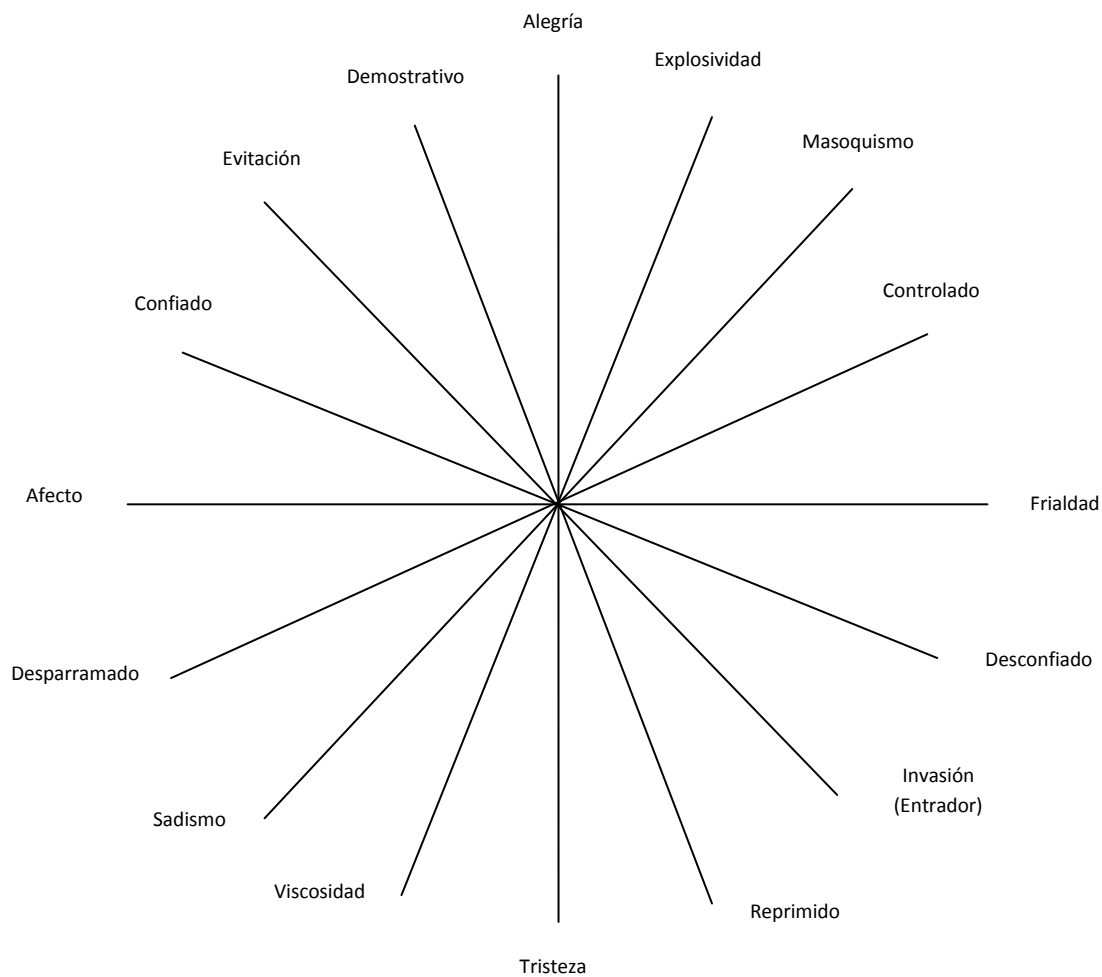 Alegría
Explosividad
Demostrativo
Masoquismo
Evitación
Controlado
Confiado
Afecto
Frialdad
Desconfiado
Desparramado
Invasión
(Entrador)
Sadismo
Viscosidad
Reprimido
Tristeza